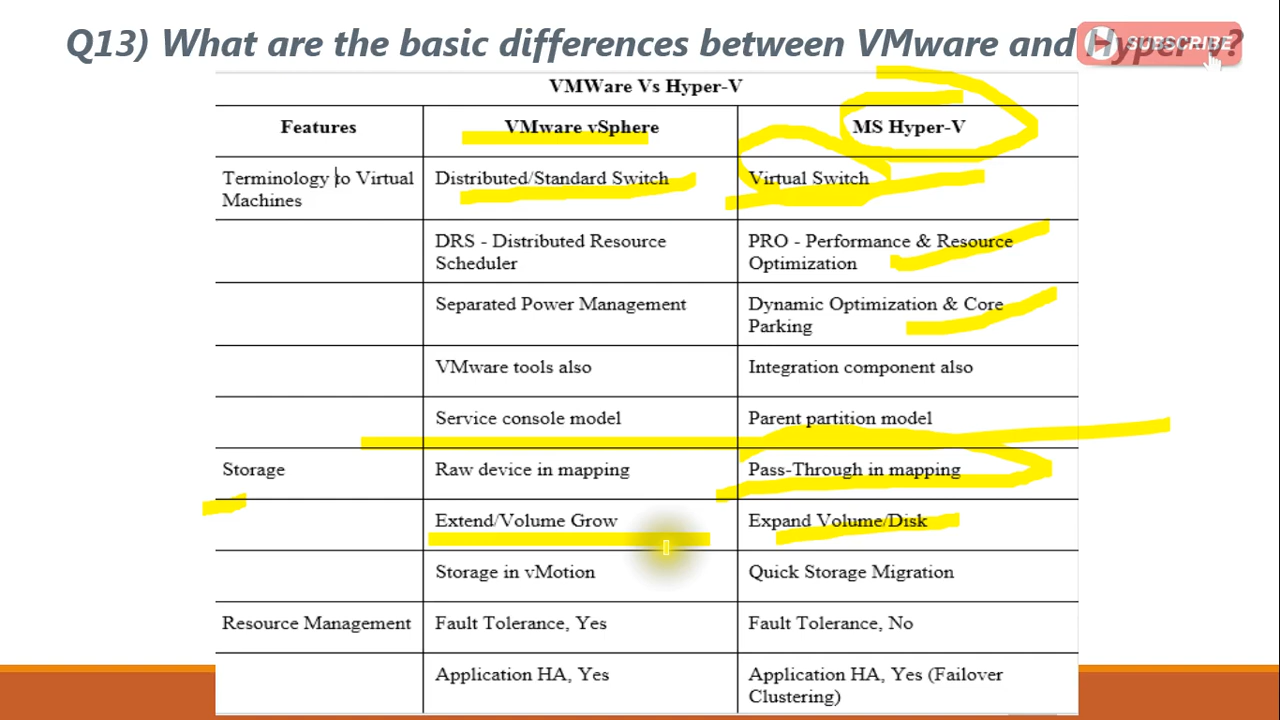 Q13) What are the basic differences between VMware and Hyper-V?
SUBSCRIBE
VMWare Vs Hyper-V
Features VMware vSphere MS Hyper-V
Terminology to Virtual Distributed/Standard Switch Virtual Switch
Machines
DRS - Distributed Resource PRO - Performance & Resource
Scheduler Optimization
Separated Power Management Dynamic Optimization & Core
Parking
VMware tools also Integration component also
Service console model Parent partition model
Storage Raw device in mapping Pass-Through in mapping
Extend/Volume Grow Expand Volume/Disk
Storage in vMotion Quick Storage Migration
Resource Management Fault Tolerance, Yes Fault Tolerance, No
Application HA, Yes Application HA, Yes (Failover
Clustering)